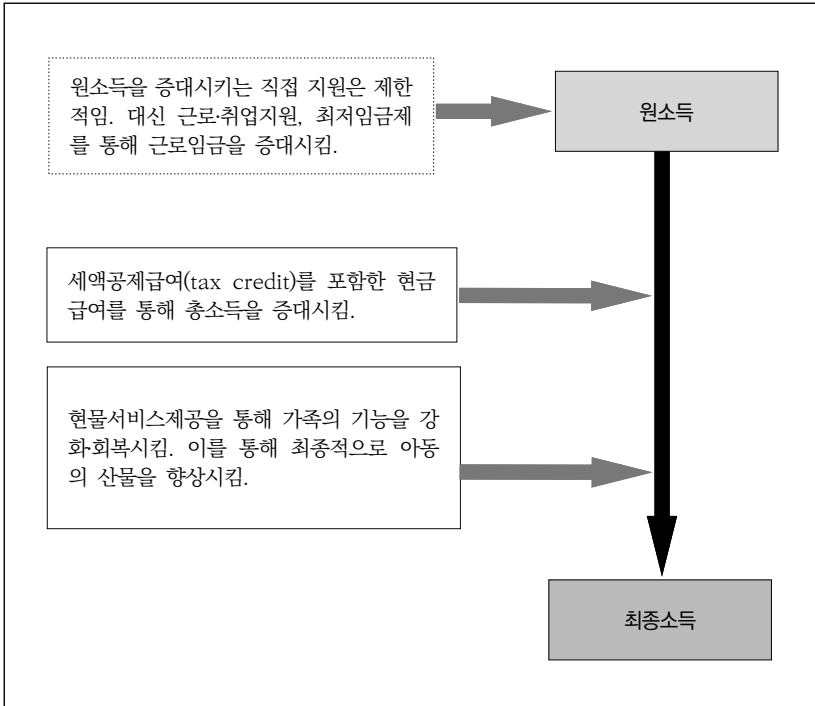 원소득을 증대시키는 직접 지원은 제한
적임. 대신 근로·취업지원, 최저임금제
를 통해 근로임금을 증대시킴.
원소득
세액공제급여(tax credit)를 포함한 현금
급여를 통해 총소득을 증대시킴.
현물서비스제공을 통해 가족의 기능을 강
화·회복시킴. 이를 통해 최종적으로 아동
의 산물을 향상시킴.
최종소득